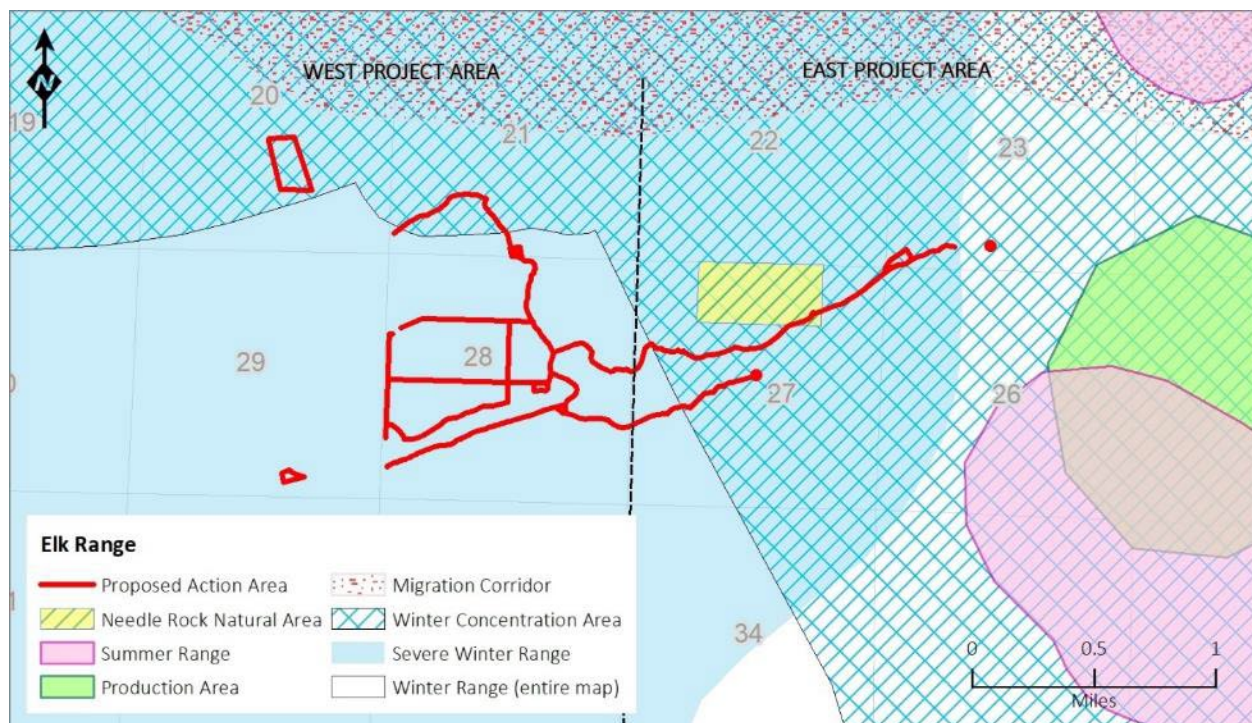 N
WEST PROJECT AREA
EAST PROJECT AREA
20
19
21
22
23
29
28
27
26
34
Elk Range
Proposed Action Area
Migration Corridor
Needle Rock Natural Area
Winter Concentration Area
Summer Range
Severe Winter Range
Production Area
Winter Range (entire map)
0 0.5 1
Miles